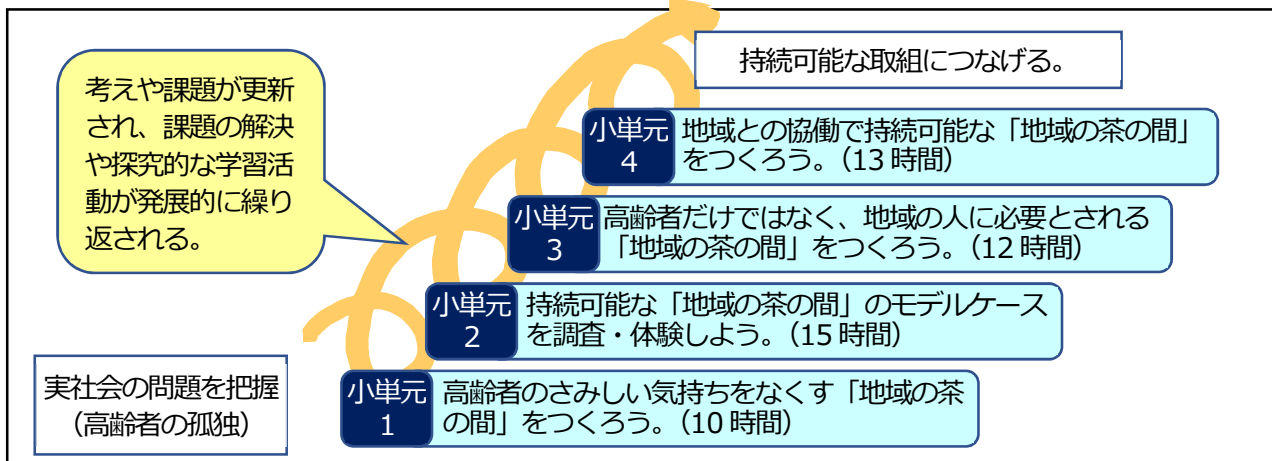 持続可能な取組につなげる。
考えや課題が更新
され、課題の解決
や探究的な学習活
動が発展的に繰り
返される。
小単元
4
地域との協働で持続可能な「地域の茶の間」
をつくろう。（13 時間）
小単元
3
高齢者だけではなく、地域の人に必要とされる
「地域の茶の間」をつくろう。（12 時間）
小単元
2
持続可能な「地域の茶の間」のモデルケース
を調査・体験しよう。（15 時間）
実社会の問題を把握
（高齢者の孤独）
小単元
1
高齢者のさみしい気持ちをなくす「地域の茶
の間」をつくろう。（10 時間）